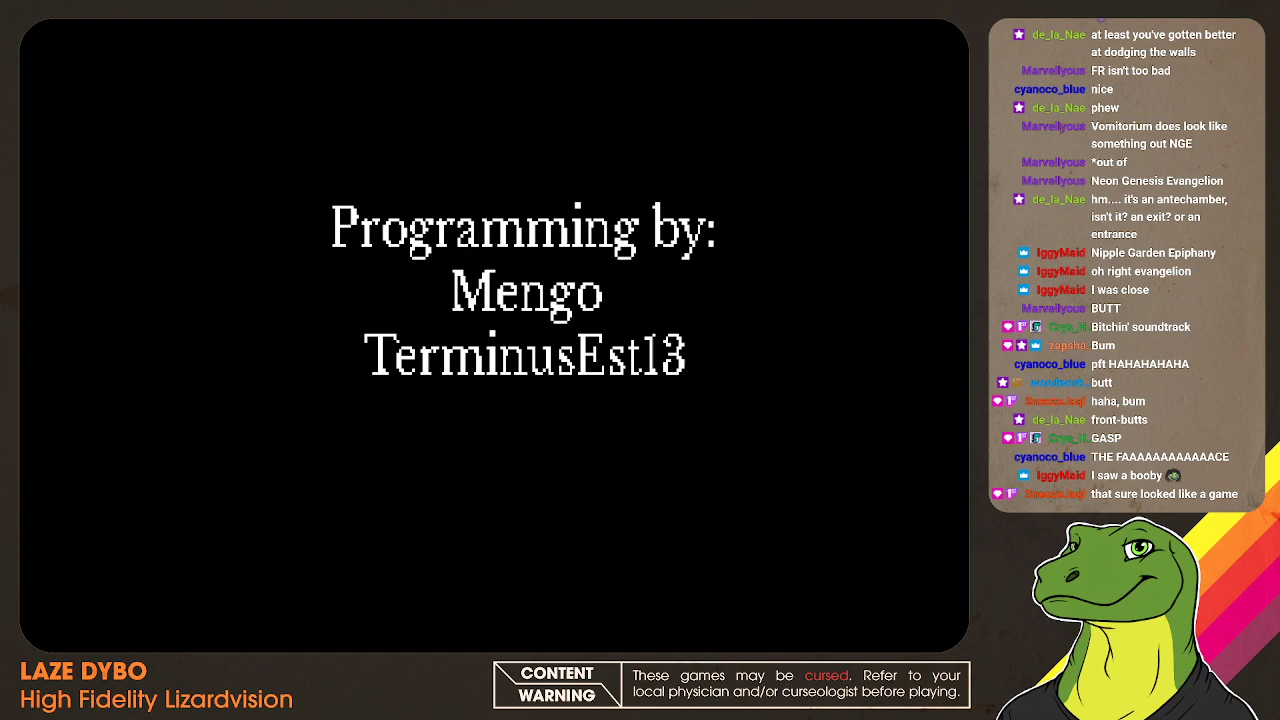 Programming by:
Mengo
TerminusEst13
de_la_Nae at least you've gotten better
at dodging the walls
Marvellyous FR isn't too bad
cyanoco_blue nice
de_la_Nae phew
Marvellyous Vomitorium does look like
something out NGE
Marvellyous *out of
Marvellyous Neon Genesis Evangelion
de_la_Nae hm.... it's an antechamber,
isn't it? an exit? or an
entrance
IggyMaid Nipple Garden Epiphany
IggyMaid oh right evangelion
IggyMaid I was close
Marvellyous BUTT
Bitchin' soundtrack
zapsha. Bum
cyanoco_blue pft HAHAHAHAHA
butt
haha, bum
de_la_Nae front-butts
GASP
cyanoco_blue THE FAAAAAAAAAAAACE
IggyMaid I saw a booby
that sure looked like a game
LAZE DYBO
High Fidelity Lizardvision
CONTENT
WARNING
These games may be cursed. Refer to your
local physician and/or curseologist before playing.